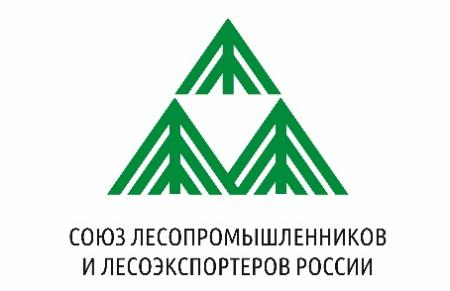 СОЮЗ ЛЕСОПРОМЫШЛЕННИКОВ
И ЛЕСОЭКСПОРТЕРОВ РОССИИ